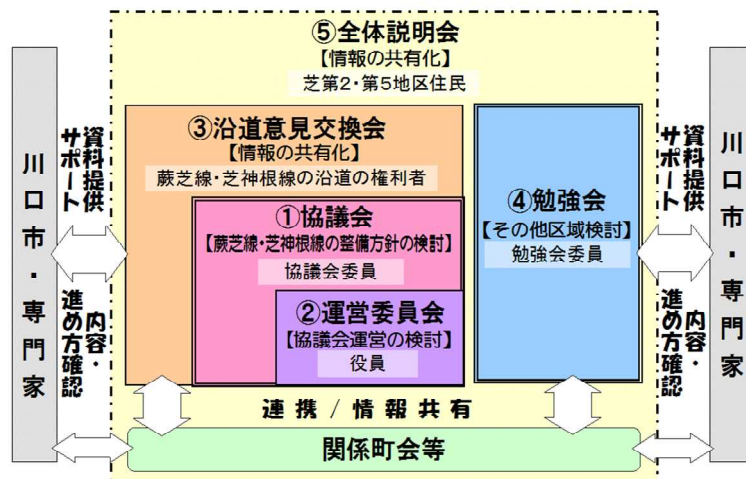 ⑤全体説明会
【情報の共有化】
芝第2・第5地区住民
川口市・専門家
資料提供
サポート
内容・
進め方確認
③沿道意見交換会
【情報の共有化】
蕨芝線・芝神根線の沿道の権利者
①協議会
【蕨芝線・芝神根線の整備方針の検討】
協議会委員
②運営委員会
【協議会運営の検討】
役員
④勉強会
【その他区域検討】
勉強会委員
資料提供
サポート
内容・
進め方確認
川口市・専門家
連携/情報共有
関係町会等